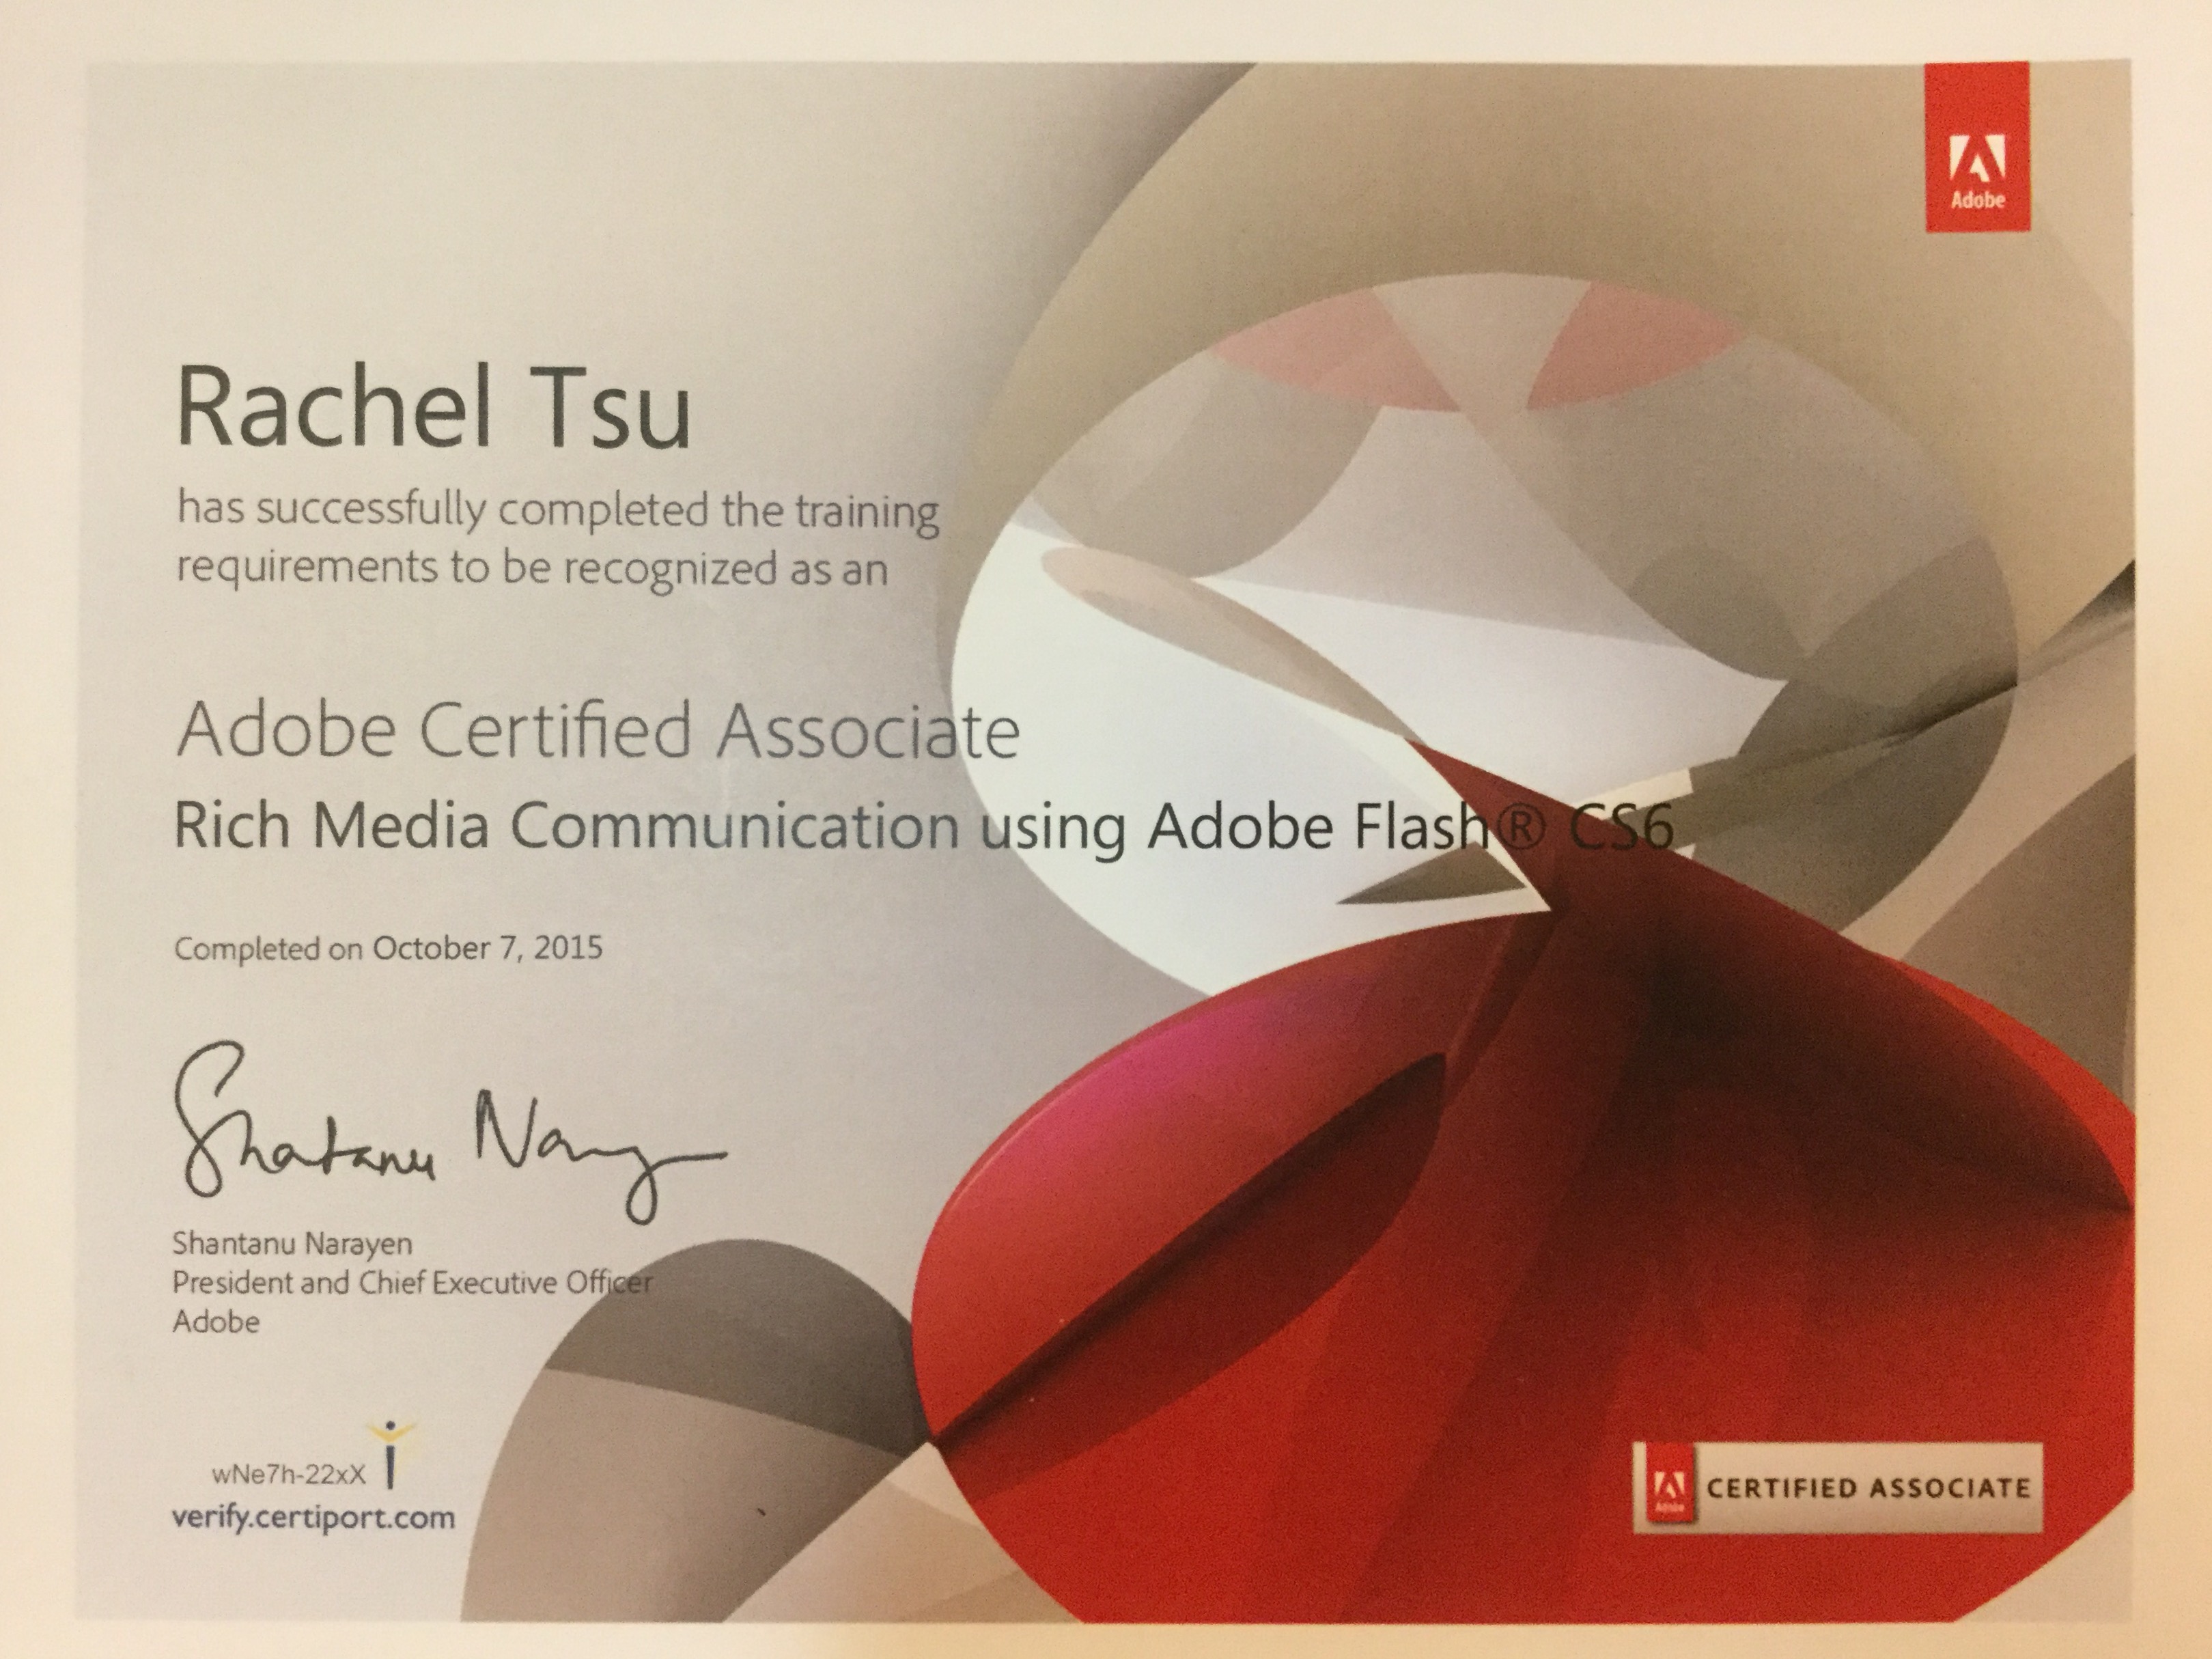 Adobe
Rachel Tsu
has successfully completed the training
requirements to be recognized as an
Adobe Certified Associate
Rich Media Communication using Adobe Flash® CS6
Completed on October 7, 2015
Shantanu Narayen
Shantanu Narayen
President and Chief Executive Officer
Adobe
wNe7h-22xX
verify.certiport.com
Adobe
CERTIFIED ASSOCIATE